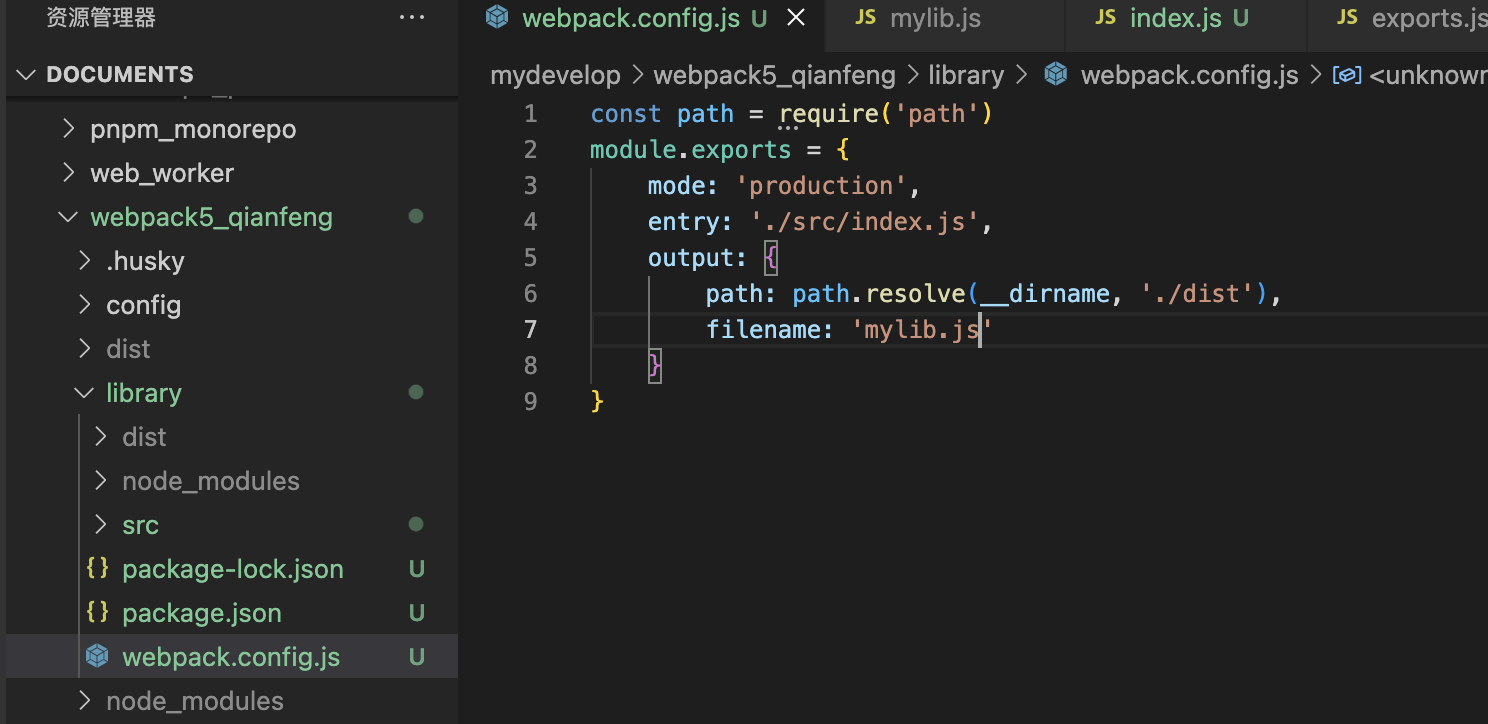 资源管理器 ···
DOCUMENTS
pnpm_monorepo
web_worker
webpack5_qianfeng
.husky
config
dist
library
dist
node_modules
src
{} package-lock.json U
{} package.json U
webpack.config.js U
node_modules
webpack.config.js U × JS mylib.js JS index.js U JS exports.js
mydevelop > webpack5_qianfeng > library > webpack.config.js > <unknown
1 const path = require('path')
2 module.exports = {
3 mode: 'production',
4 entry: './src/index.js',
5 output: {
6 path: path.resolve(__dirname, './dist'),
7 filename: 'mylib.js'
8 }
9 }